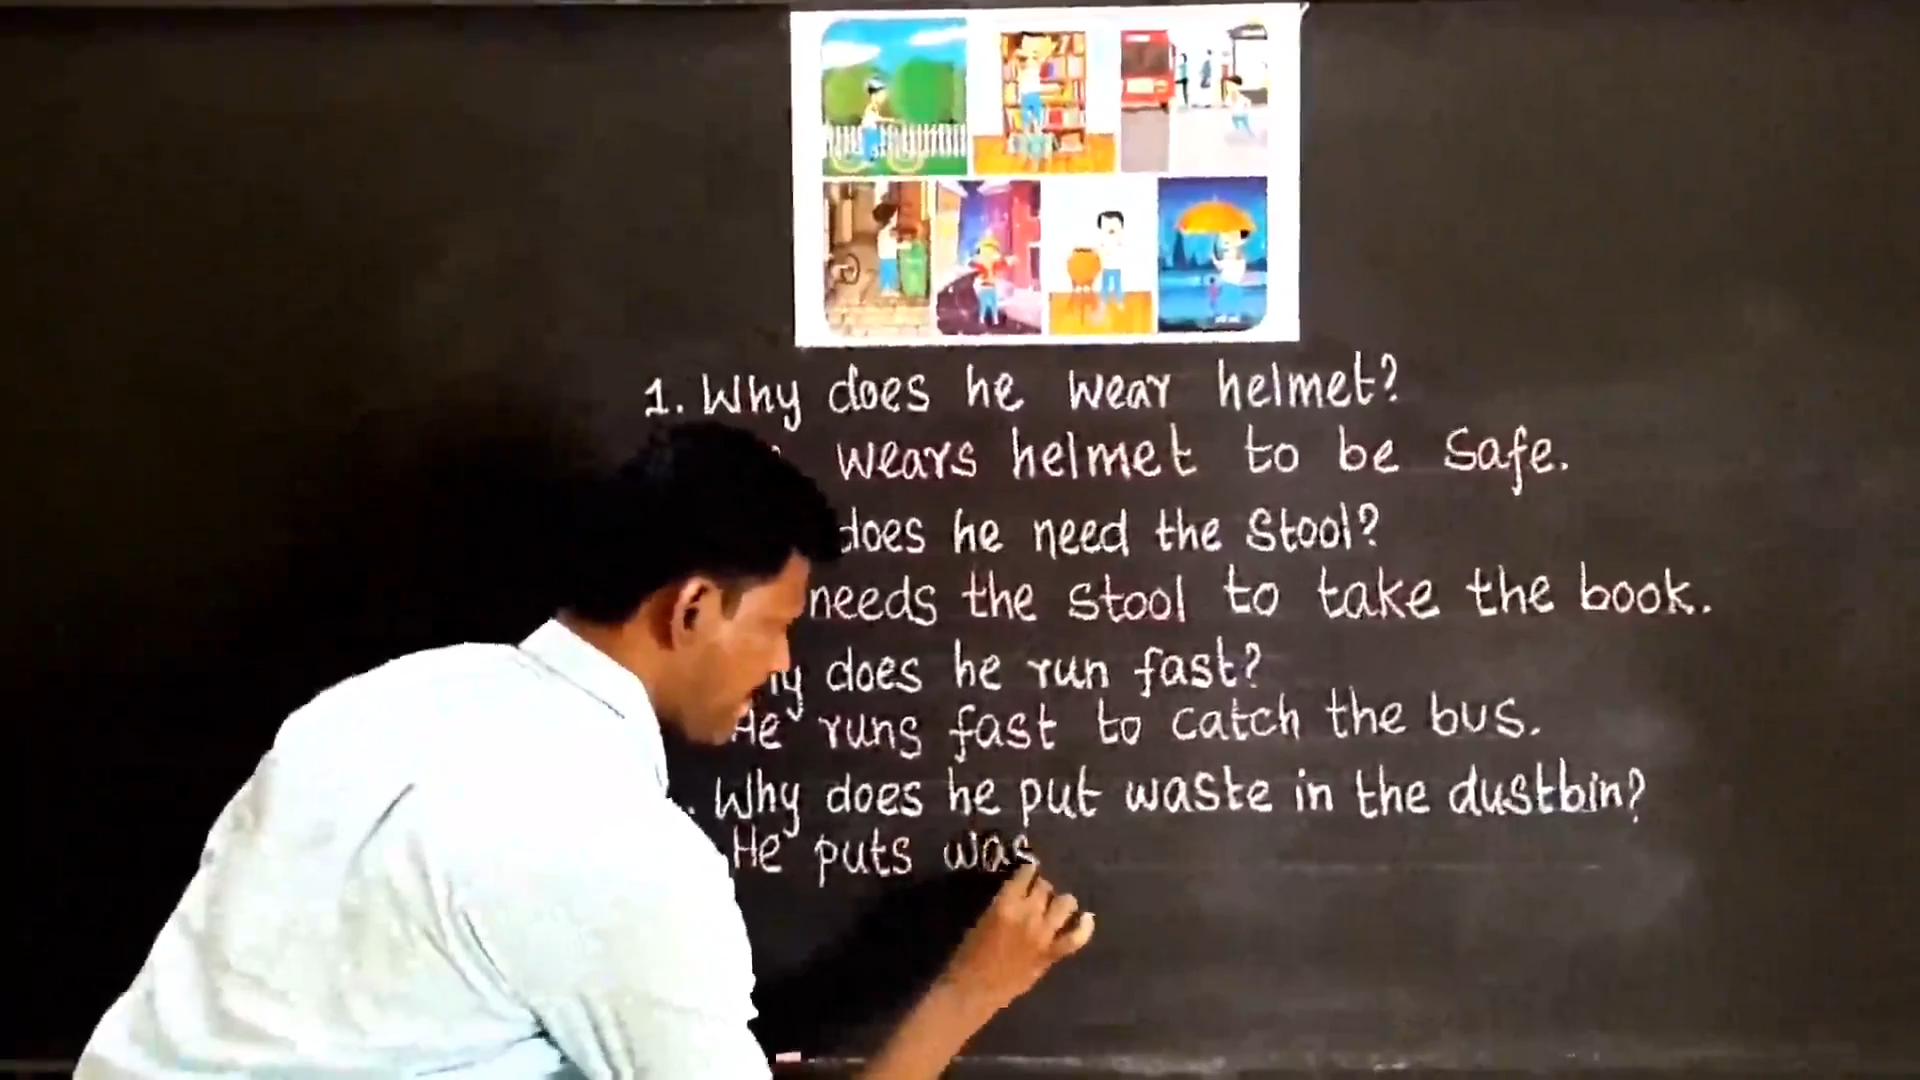 1. Why does he wear helmet?
wears helmet to be Safe.
does he need the Stool?
needs the stool to take the book.
does he run fast?
He runs fast to catch the bus.
Why does he put waste in the dustbin?
He puts was